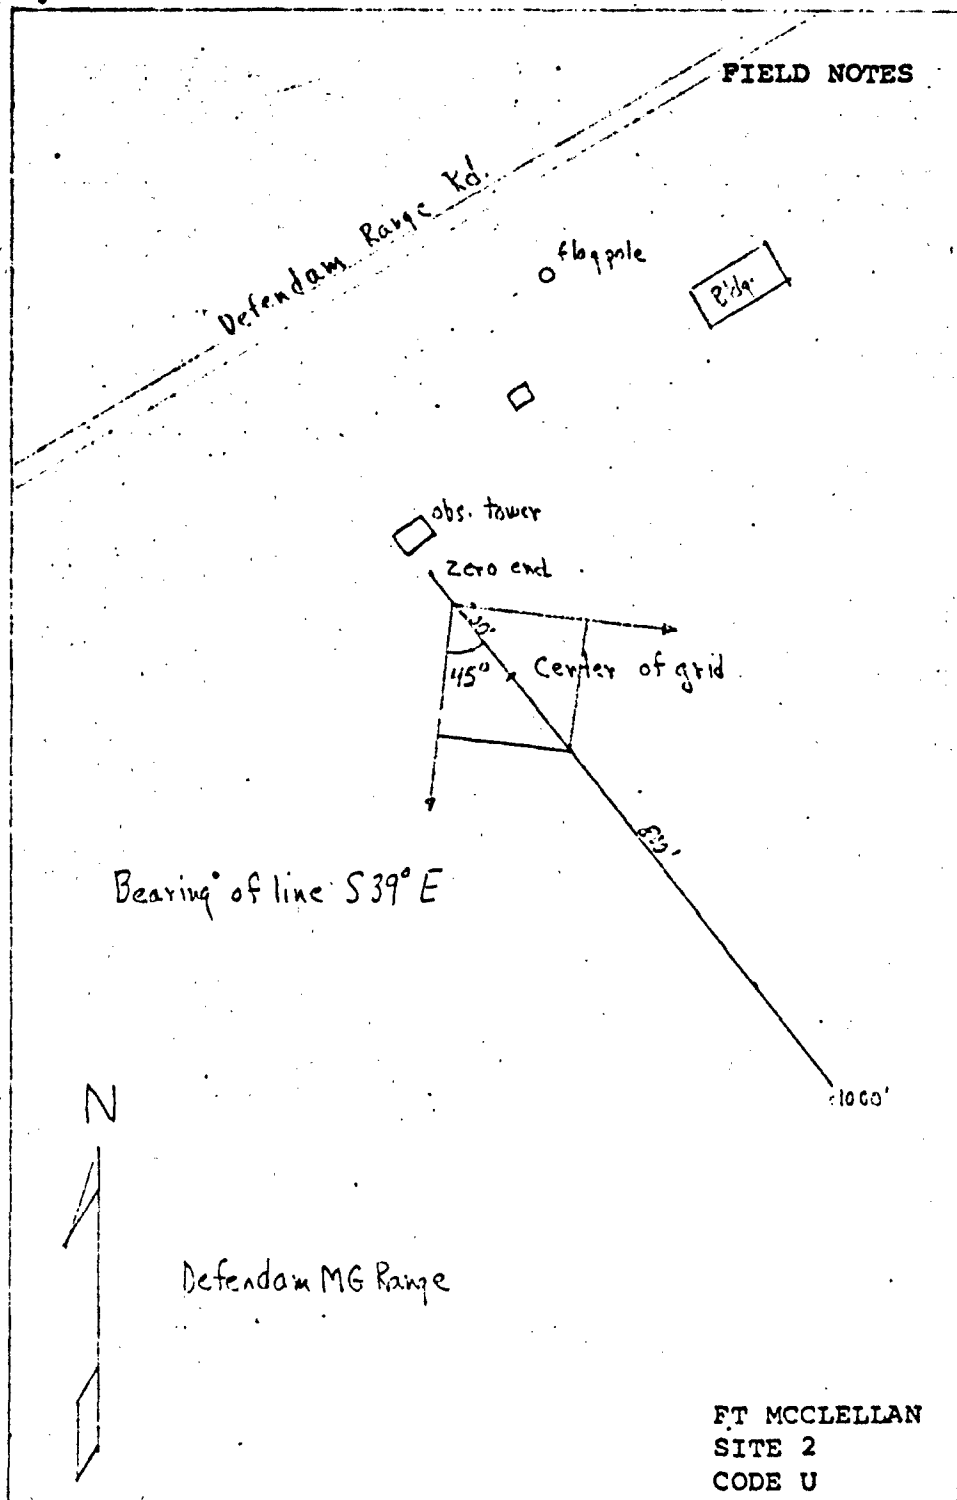 FIELD NOTES
Defendam Range Rd.
flagpole
Bldg.
obs. tower
Zero end
45°
Center of grid
Bearing of line S 39° E
1000'
N
Defendam MG Range
FT MCCLELLAN
SITE 2
CODE U